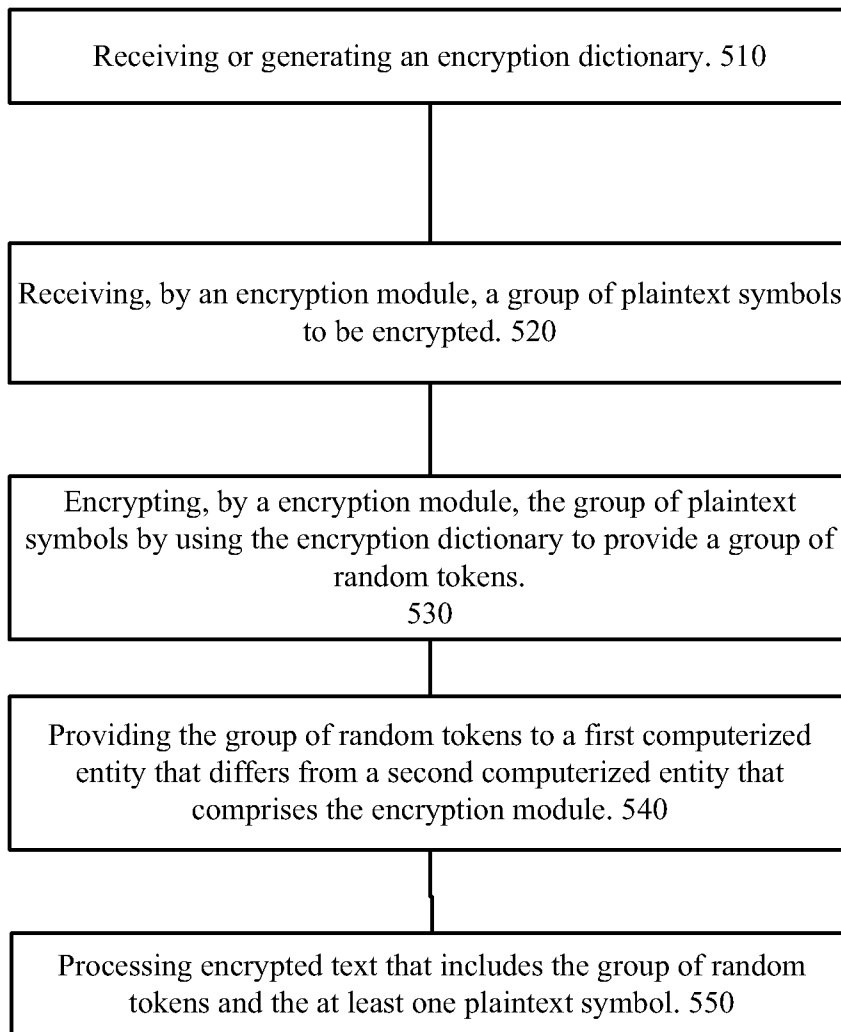 Receiving or generating an encryption dictionary. 510
Receiving, by an encryption module, a group of plaintext symbols
to be encrypted. 520
Encrypting, by a encryption module, the group of plaintext
symbols by using the encryption dictionary to provide a group of
random tokens.
530
Providing the group of random tokens to a first computerized
entity that differs from a second computerized entity that
comprises the encryption module. 540
Processing encrypted text that includes the group of random
tokens and the at least one plaintext symbol. 550